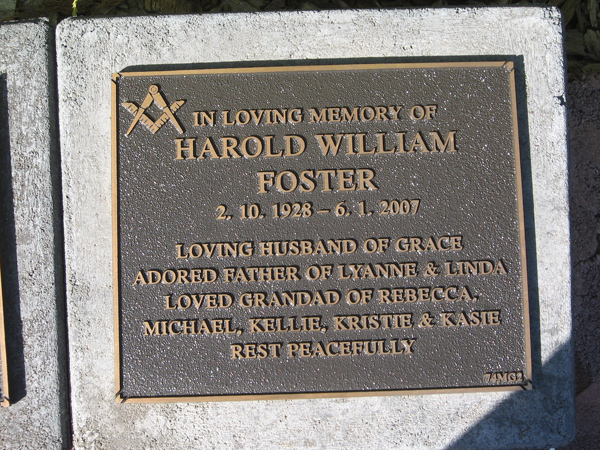 IN LOVING MEMORY OF
HAROLD WILLIAM
FOSTER
2. 10. 1928 – 6. 1. 2007
LOVING HUSBAND OF GRACE
ADORED FATHER OF LYANNE & LINDA
LOVED GRANDAD OF REBECCA,
MICHAEL, KELLIE, KRISTIE & KASIE
REST PEACEFULLY